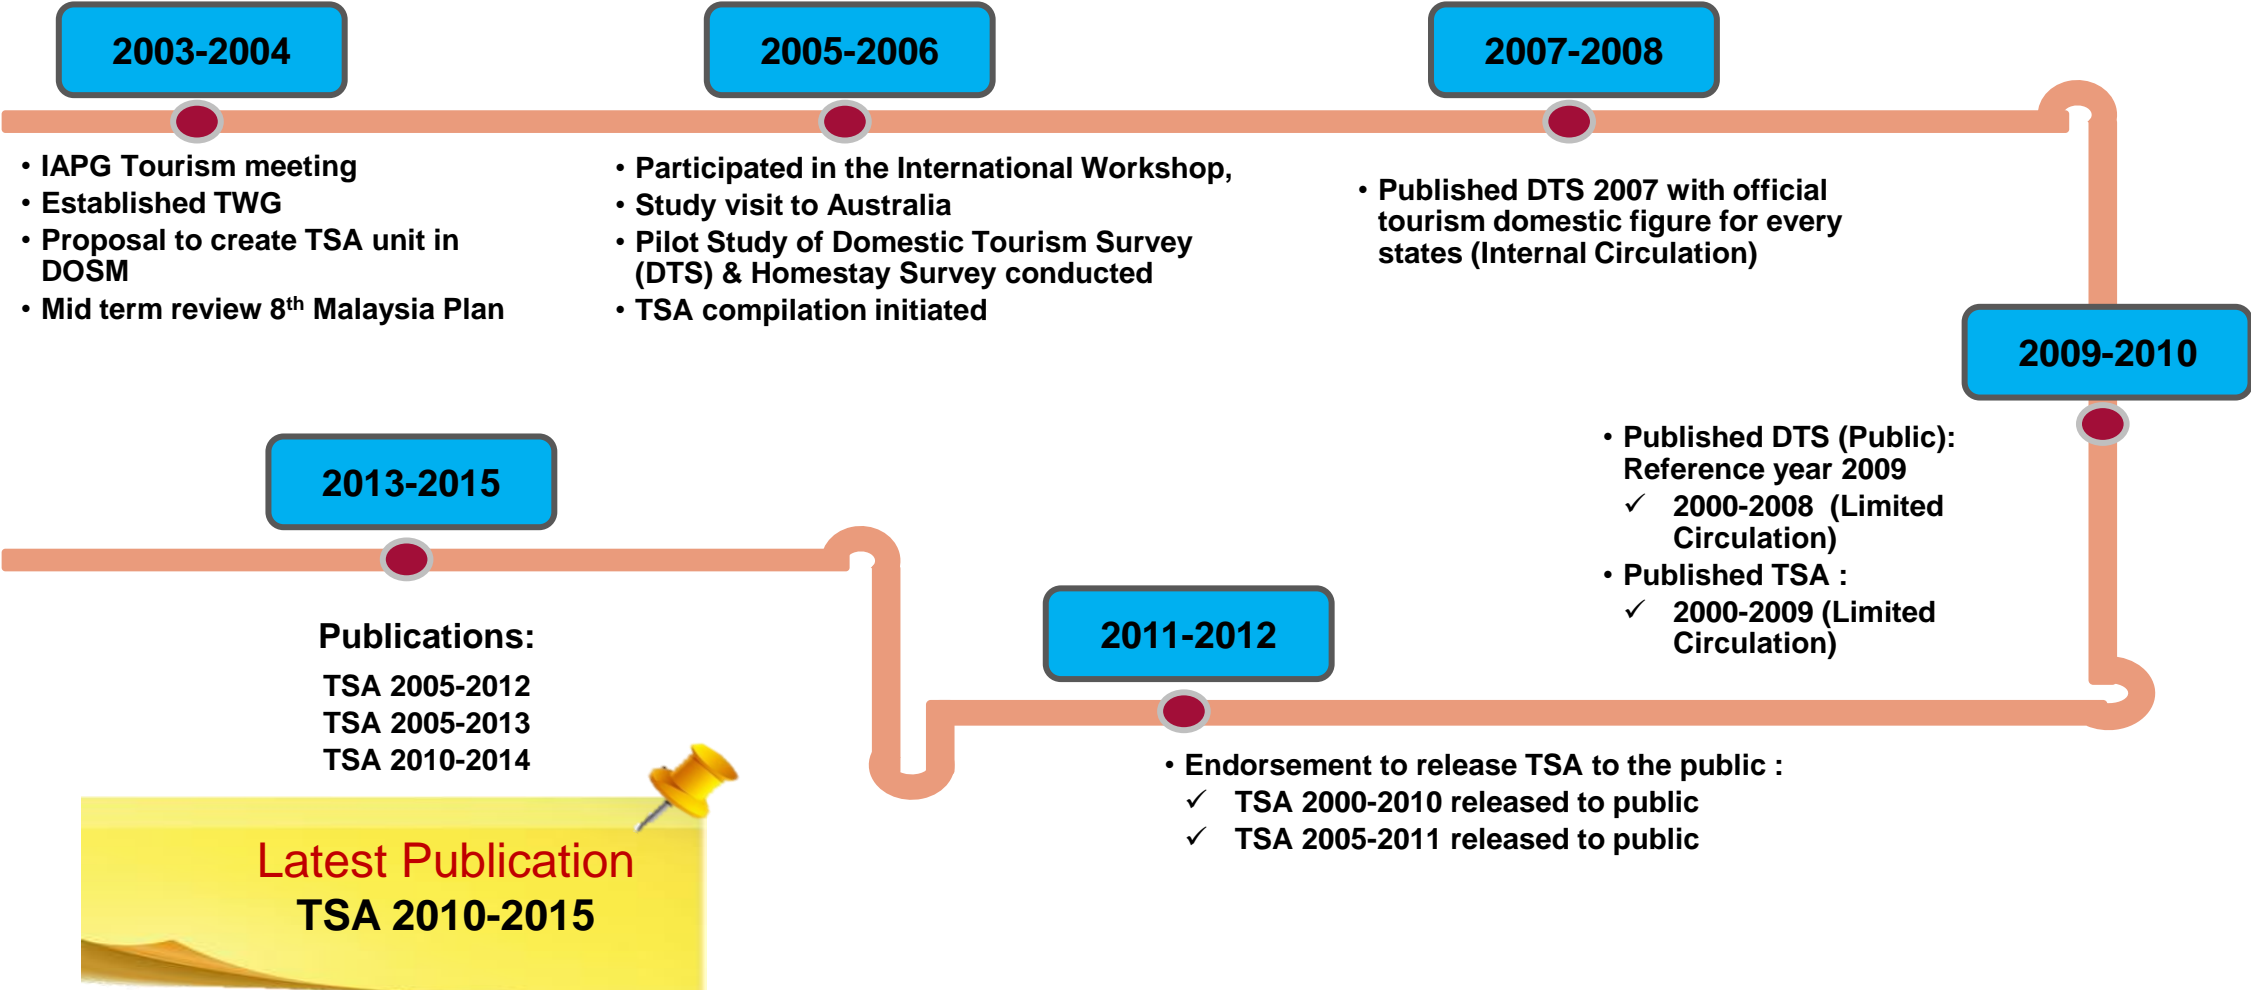 2003-2004
• IAPG Tourism meeting
• Established TWG
• Proposal to create TSA unit in
DOSM
• Mid term review 8th Malaysia Plan
2005-2006
• Participated in the International Workshop,
• Study visit to Australia
• Pilot Study of Domestic Tourism Survey
(DTS) & Homestay Survey conducted
• TSA compilation initiated
2007-2008
• Published DTS 2007 with official
tourism domestic figure for every
states (Internal Circulation)
2009-2010
• Published DTS (Public):
Reference year 2009
✓ 2000-2008 (Limited
Circulation)
• Published TSA :
✓ 2000-2009 (Limited
Circulation)
2011-2012
• Endorsement to release TSA to the public :
✓ TSA 2000-2010 released to public
✓ TSA 2005-2011 released to public
2013-2015
Publications:
TSA 2005-2012
TSA 2005-2013
TSA 2010-2014
Latest Publication
TSA 2010-2015